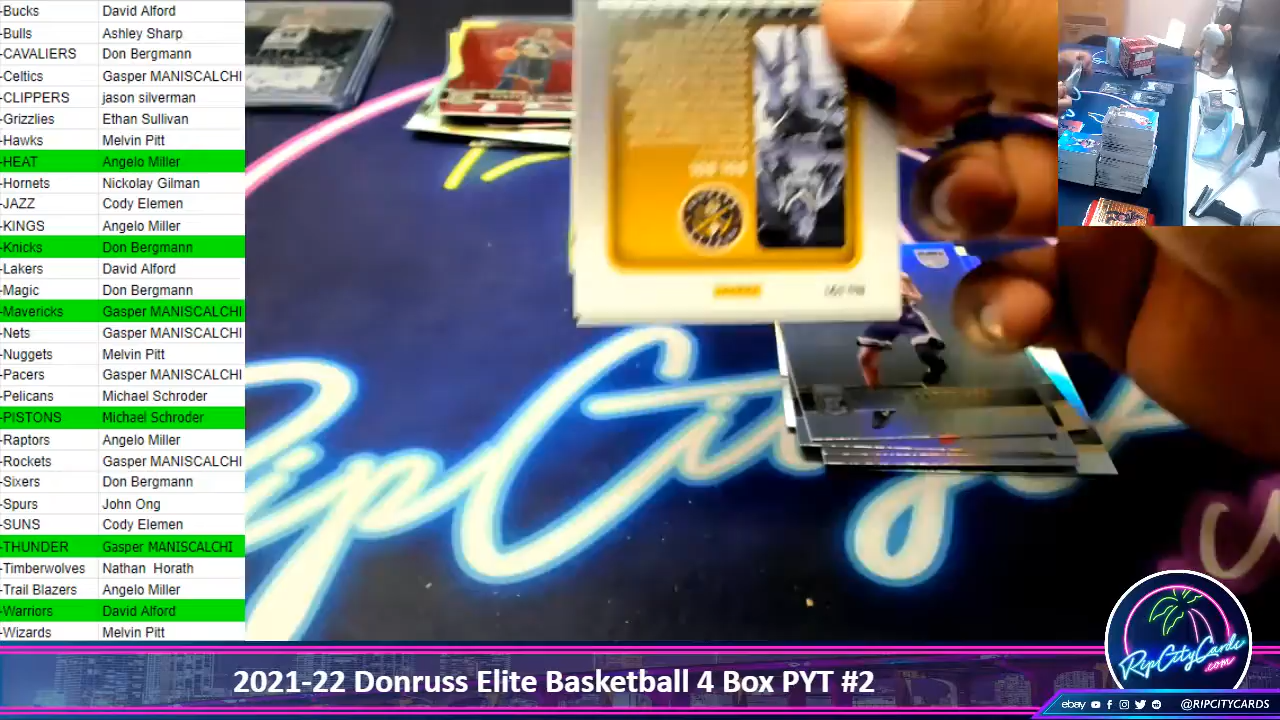 -Bucks David Alford
-Bulls Ashley Sharp
-CAVALIERS Don Bergmann
-Celtics Gasper MANISCALCHI
-CLIPPERS jason silverman
-Grizzlies Ethan Sullivan
-Hawks Melvin Pitt
-HEAT Angelo Miller
-Hornets Nickolay Gilman
-JAZZ Cody Elemen
-KINGS Angelo Miller
-Knicks Don Bergmann
-Lakers David Alford
-Magic Don Bergmann
-Mavericks Gasper MANISCALCHI
-Nets Gasper MANISCALCHI
-Nuggets Melvin Pitt
-Pacers Gasper MANISCALCHI
-Pelicans Michael Schroder
-PISTONS Michael Schroder
-Raptors Angelo Miller
-Rockets Gasper MANISCALCHI
-Sixers Don Bergmann
-Spurs John Ong
-SUNS Cody Elemen
-THUNDER Gasper MANISCALCHI
-Timberwolves Nathan Horath
-Trail Blazers Angelo Miller
-Warriors David Alford
-Wizards Melvin Pitt
Rip City
RipCityCards
.com
2021-22 Donruss Elite Basketball 4 Box PYT #2
ebay @RIPCITYCARDS